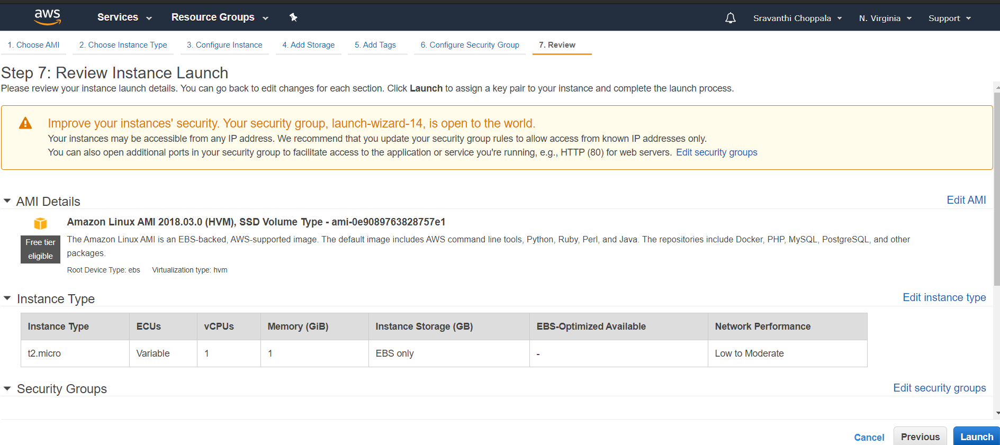 aws Services Resource Groups Sravanthi Choppala N. Virginia Support
1. Choose AMI 2. Choose Instance Type 3. Configure Instance 4. Add Storage 5. Add Tags 6. Configure Security Group 7. Review
Step 7: Review Instance Launch
Please review your instance launch details. You can go back to edit changes for each section. Click Launch to assign a key pair to your instance and complete the launch process.
Improve your instances' security. Your security group, launch-wizard-14, is open to the world.
Your instances may be accessible from any IP address. We recommend that you update your security group rules to allow access from known IP addresses only.
You can also open additional ports in your security group to facilitate access to the application or service you're running, e.g., HTTP (80) for web servers. Edit security groups
AMI Details Edit AMI
Amazon Linux AMI 2018.03.0 (HVM), SSD Volume Type - ami-0e9089763828757e1
Free tier
eligible
The Amazon Linux AMI is an EBS-backed, AWS-supported image. The default image includes AWS command line tools, Python, Ruby, Perl, and Java. The repositories include Docker, PHP, MySQL, PostgreSQL, and other
packages.
Root Device Type: ebs Virtualization type: hvm
Instance Type Edit instance type
Instance Type ECUs vCPUs Memory (GiB) Instance Storage (GB) EBS-Optimized Available Network Performance
t2.micro Variable 1 1 EBS only - Low to Moderate
Security Groups Edit security groups
Cancel Previous Launch